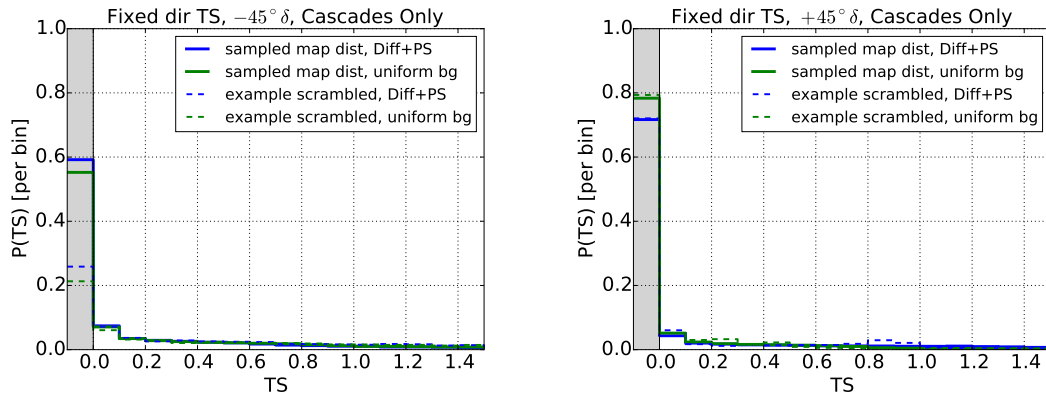 Fixed dir TS, −45° δ, Cascades Only
sampled map dist, Diff+PS
sampled map dist, uniform bg
example scrambled, Diff+PS
example scrambled, uniform bg
P(TS) [per bin]
1.0
0.8
0.6
0.4
0.2
0.0
0.0 0.2 0.4 0.6 0.8 1.0 1.2 1.4
TS
Fixed dir TS, +45° δ, Cascades Only
sampled map dist, Diff+PS
sampled map dist, uniform bg
example scrambled, Diff+PS
example scrambled, uniform bg
P(TS) [per bin]
1.0
0.8
0.6
0.4
0.2
0.0
0.0 0.2 0.4 0.6 0.8 1.0 1.2 1.4
TS